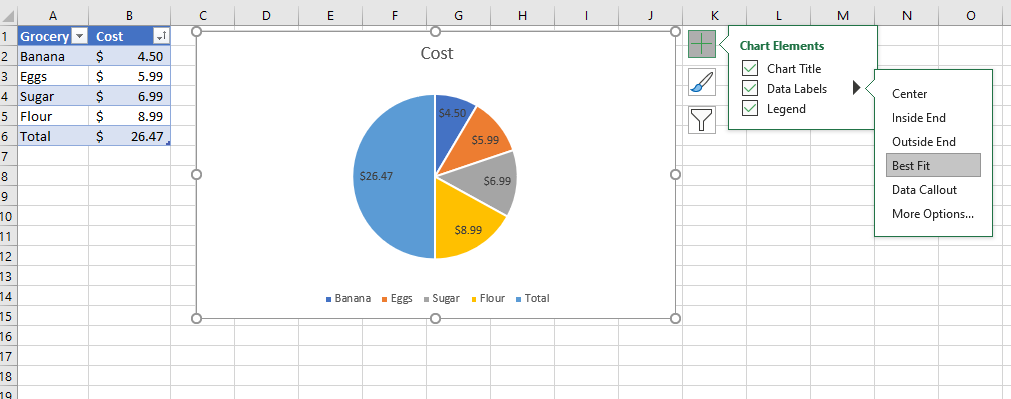 A B C D E F G H I J K L M N O
1 Grocery Cost
2 Banana $ 4.50
3 Eggs $ 5.99
4 Sugar $ 6.99
5 Flour $ 8.99
6 Total $ 26.47
7
8
9
10
11
12
13
14
15
16
17
18
19
Cost
$4.50
$5.99
$6.99
$8.99
$26.47
Banana Eggs Sugar Flour Total
Chart Elements
Chart Title
Data Labels
Legend
Center
Inside End
Outside End
Best Fit
Data Callout
More Options...